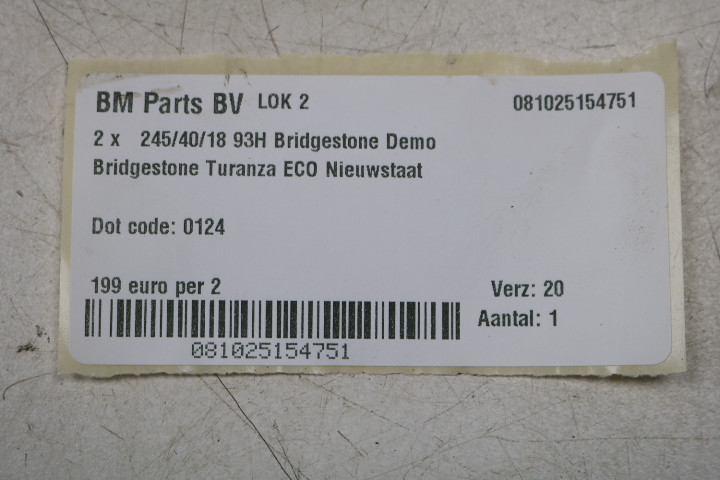 BM Parts BV LOK 2 081025154751
2 x 245/40/18 93H Bridgestone Demo
Bridgestone Turanza ECO Nieuwstaat
Dot code: 0124
199 euro per 2 Verz: 20
Aantal: 1
081025154751